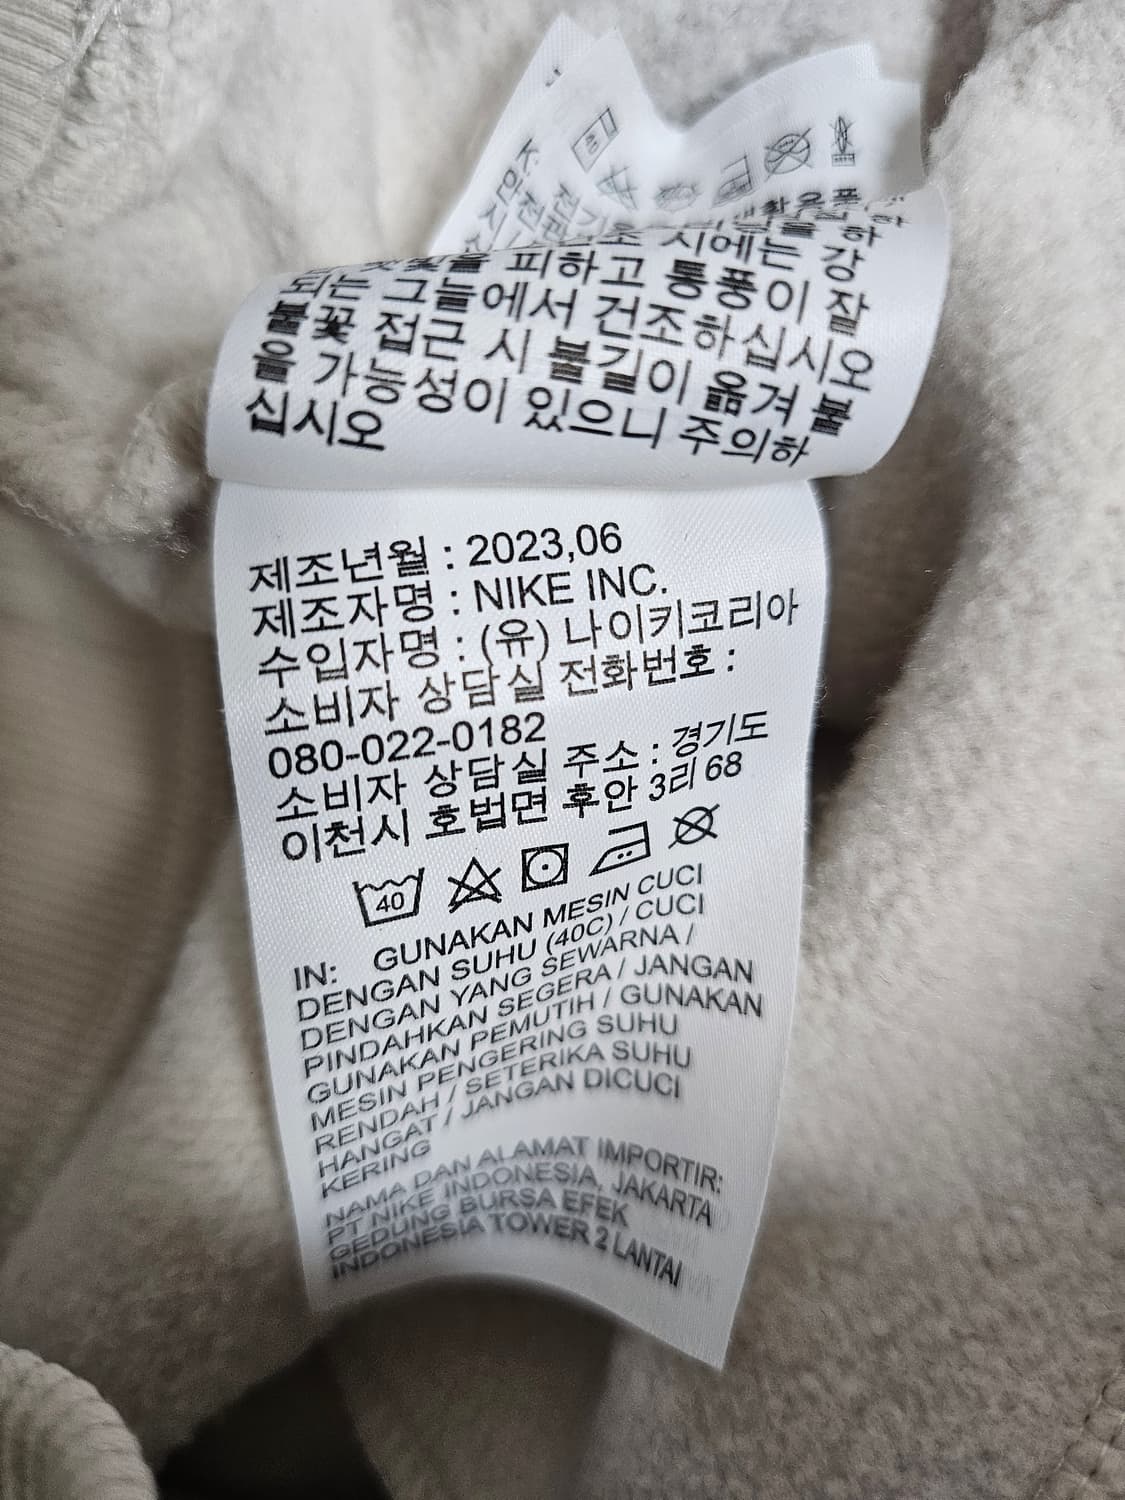 40
시에는 강
피하고 통풍이 잘
되는 그늘에서 건조하십시오
불꽃 접근 시 불길이 옮겨 붙
을 가능성이 있으니 주의하
십시오
제조년월 : 2023,06
제조자명 : NIKE INC.
수입자명 : (유) 나이키코리아
소비자 상담실 전화번호 :
080-022-0182
소비자 상담실 주소 : 경기도
이천시 호법면 후안 3리 68
40
IN: GUNAKAN MESIN CUCI
DENGAN SUHU (40C) / CUCI
DENGAN YANG SEWARNA /
PINDAHKAN SEGERA / JANGAN
GUNAKAN PEMUTIH / GUNAKAN
MESIN PENGERING SUHU
RENDAH / SETERIKA SUHU
HANGAT / JANGAN DICUCI
KERING
NAMA DAN ALAMAT IMPORTIR:
PT NIKE INDONESIA, JAKARTA
GEDUNG BURSA EFEK
INDONESIA TOWER 2 LANTAI